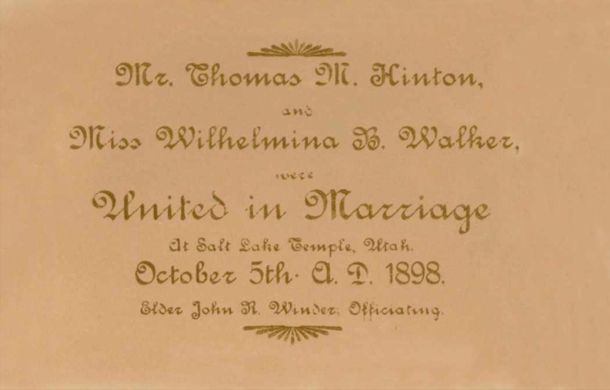 Mr. Thomas M. Hinton,
and
Miss Wilhelmina B. Walker,
were
United in Marriage
At Salt Lake Temple, Utah.
October 5th. A. D. 1898.
Elder John R. Winder, Officiating.